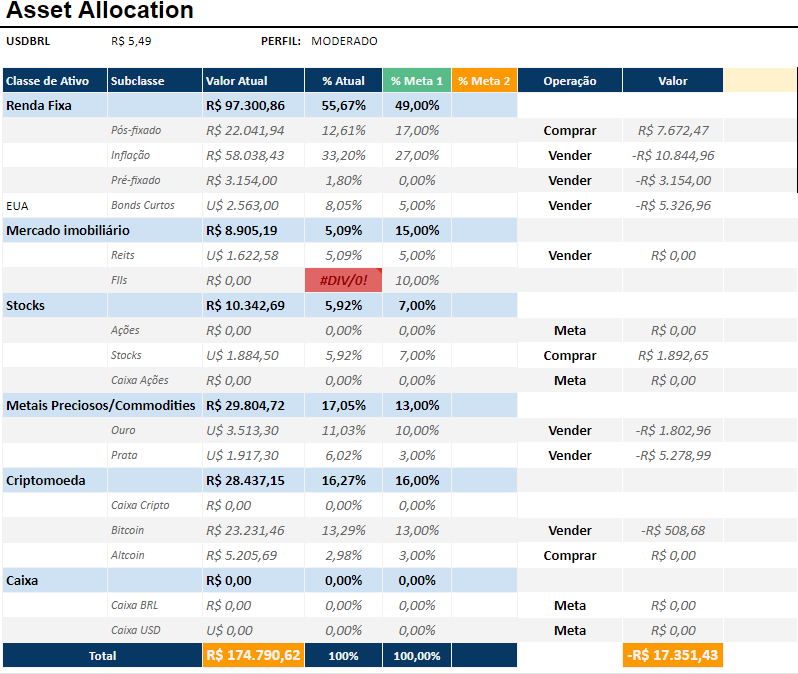 Asset Allocation
USDBRL R$ 5,49 PERFIL: MODERADO
Classe de Ativo Subclasse Valor Atual % Atual % Meta 1 % Meta 2 Operação Valor
Renda Fixa R$ 97.300,86 55,67% 49,00%
Pós-fixado R$ 22.041,94 12,61% 17,00% Comprar R$ 7.672,47
Inflação R$ 58.038,43 33,20% 27,00% Vender -R$ 10.844,96
Pré-fixado R$ 3.154,00 1,80% 0,00% Vender -R$ 3.154,00
EUA Bonds Curtos U$ 2.563,00 8,05% 5,00% Vender -R$ 5.326,96
Mercado imobiliário R$ 8.905,19 5,09% 15,00%
Reits U$ 1.622,58 5,09% 5,00% Vender R$ 0,00
FIIs R$ 0,00 #DIV/0! 10,00%
Stocks R$ 10.342,69 5,92% 7,00%
Ações R$ 0,00 0,00% 0,00% Meta R$ 0,00
Stocks U$ 1.884,50 5,92% 7,00% Comprar R$ 1.892,65
Caixa Ações R$ 0,00 0,00% 0,00% Meta R$ 0,00
Metais Preciosos/Commodities R$ 29.804,72 17,05% 13,00%
Ouro U$ 3.513,30 11,03% 10,00% Vender -R$ 1.802,96
Prata U$ 1.917,30 6,02% 3,00% Vender -R$ 5.278,99
Criptomoeda R$ 28.437,15 16,27% 16,00%
Caixa Cripto R$ 0,00 0,00% 0,00%
Bitcoin R$ 23.231,46 13,29% 13,00% Vender -R$ 508,68
Altcoin R$ 5.205,69 2,98% 3,00% Comprar R$ 0,00
Caixa R$ 0,00 0,00% 0,00%
Caixa BRL R$ 0,00 0,00% 0,00% Meta R$ 0,00
Caixa USD U$ 0,00 0,00% 0,00% Meta R$ 0,00
Total R$ 174.790,62 100% 100,00% -R$ 17.351,43